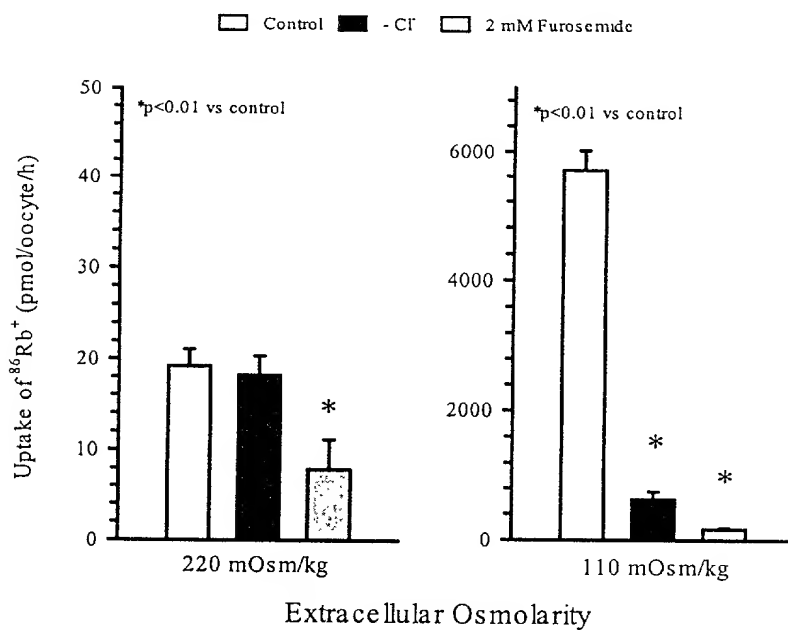 Control - Cl⁻ 2 mM Furosemide
*p<0.01 vs control
*p<0.01 vs control
Uptake of ⁸⁶Rb⁺ (pmol/oocyte/h)
50
40
30
20
10
0
*
220 mOsm/kg
6000
4000
2000
0
*
*
110 mOsm/kg
Extracellular Osmolarity